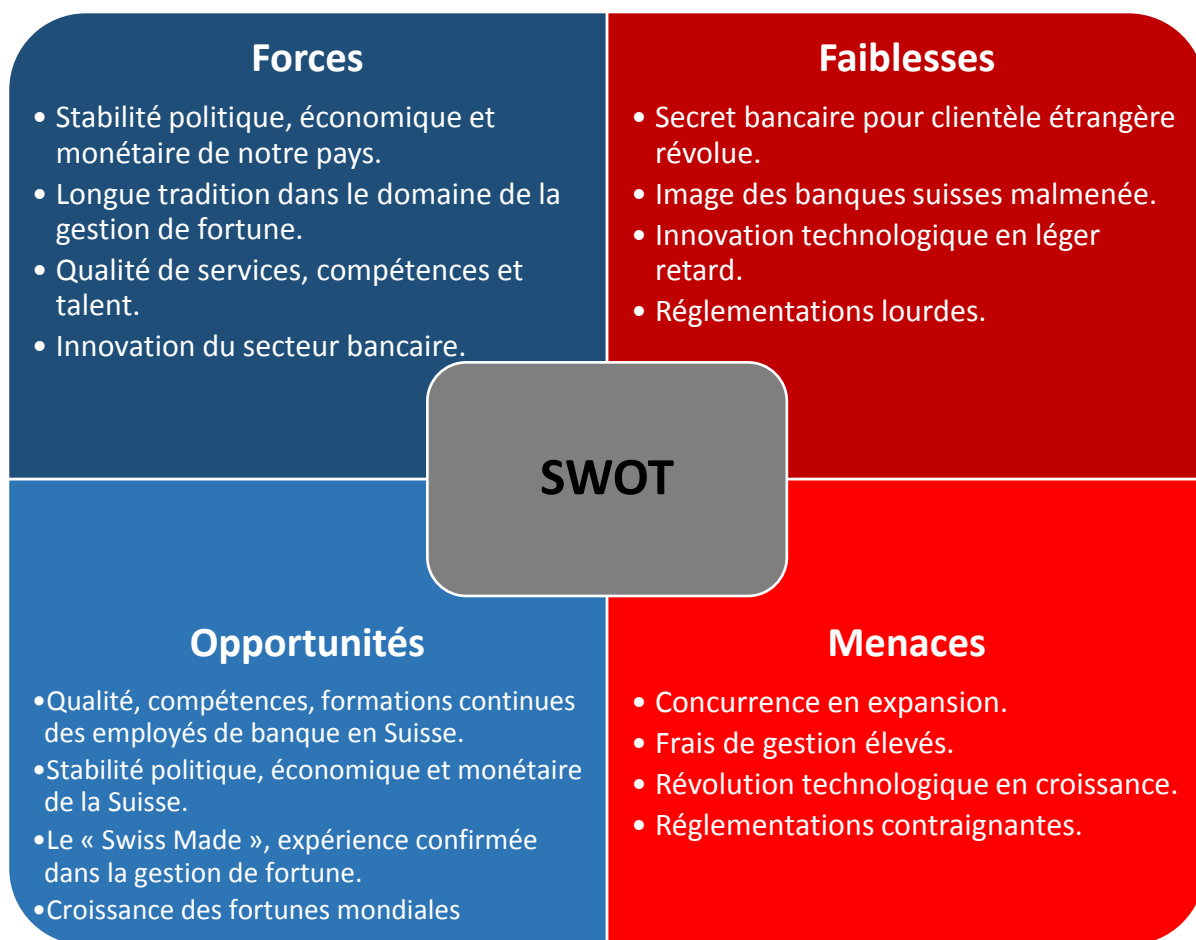 Forces
• Stabilité politique, économique et
monétaire de notre pays.
• Longue tradition dans le domaine de la
gestion de fortune.
• Qualité de services, compétences et
talent.
• Innovation du secteur bancaire.
Faiblesses
• Secret bancaire pour clientèle étrangère
révolue.
• Image des banques suisses malmenée.
• Innovation technologique en léger
retard.
• Réglementations lourdes.
SWOT
Opportunités
•Qualité, compétences, formations continues
des employés de banque en Suisse.
•Stabilité politique, économique et monétaire
de la Suisse.
•Le « Swiss Made », expérience confirmée
dans la gestion de fortune.
•Croissance des fortunes mondiales
Menaces
• Concurrence en expansion.
• Frais de gestion élevés.
• Révolution technologique en croissance.
• Réglementations contraignantes.